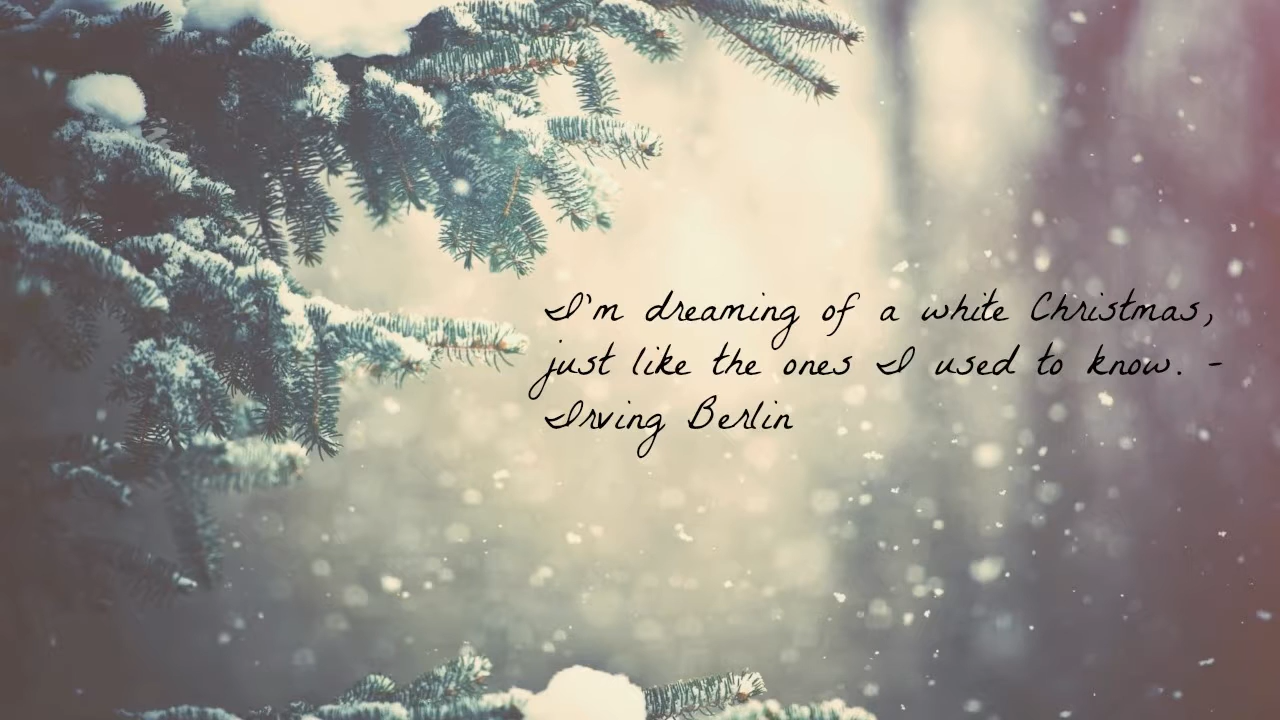 I'm dreaming of a white Christmas,
just like the ones I used to know. -
Irving Berlin